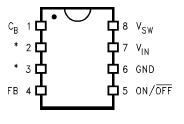 C_B 1
8 V_SW
* 2
7 V_IN
* 3
6 GND
FB 4
5 ON/OFF